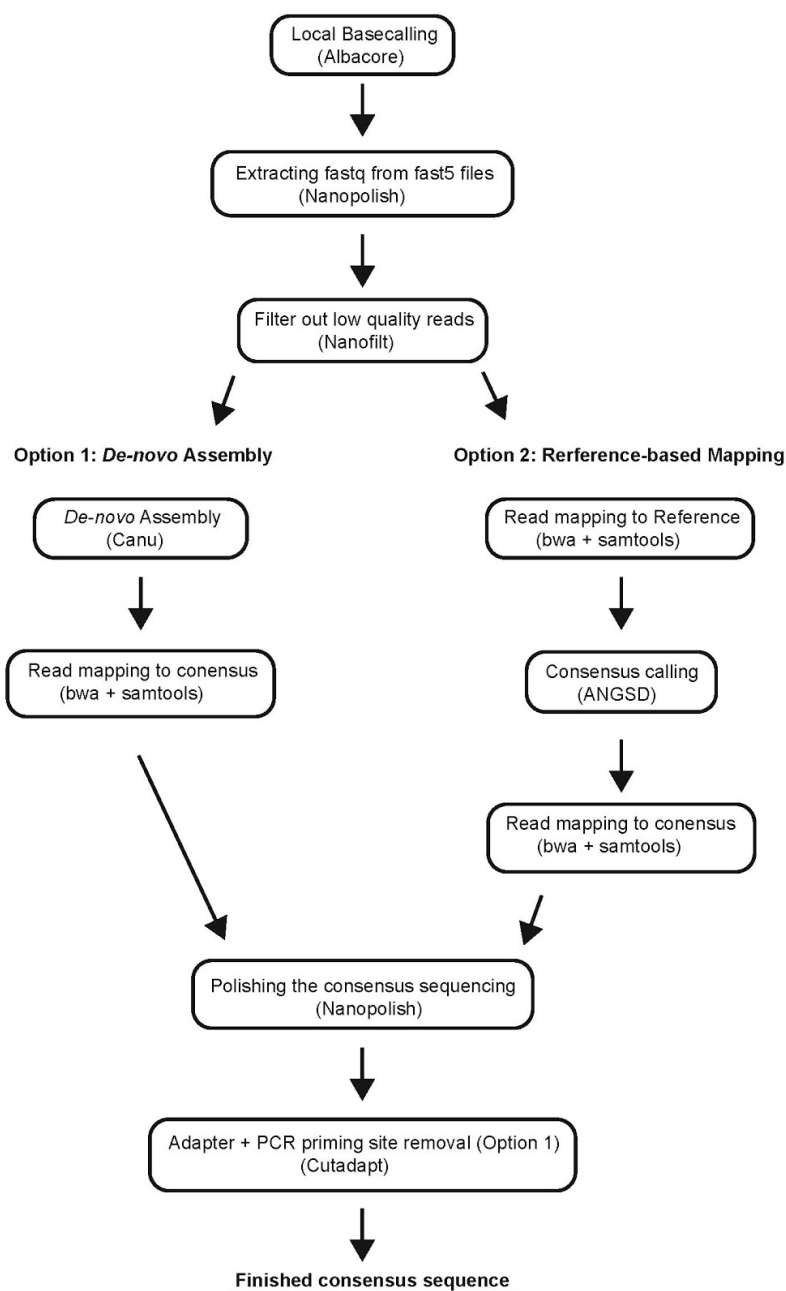 Local Basecalling
(Albacore)
Extracting fastq from fast5 files
(Nanopolish)
Filter out low quality reads
(Nanofilt)
Option 1: De-novo Assembly
De-novo Assembly
(Canu)
Read mapping to conensus
(bwa + samtools)
Option 2: Rerference-based Mapping
Read mapping to Reference
(bwa + samtools)
Consensus calling
(ANGSD)
Read mapping to conensus
(bwa + samtools)
Polishing the consensus sequencing
(Nanopolish)
Adapter + PCR priming site removal (Option 1)
(Cutadapt)
Finished consensus sequence